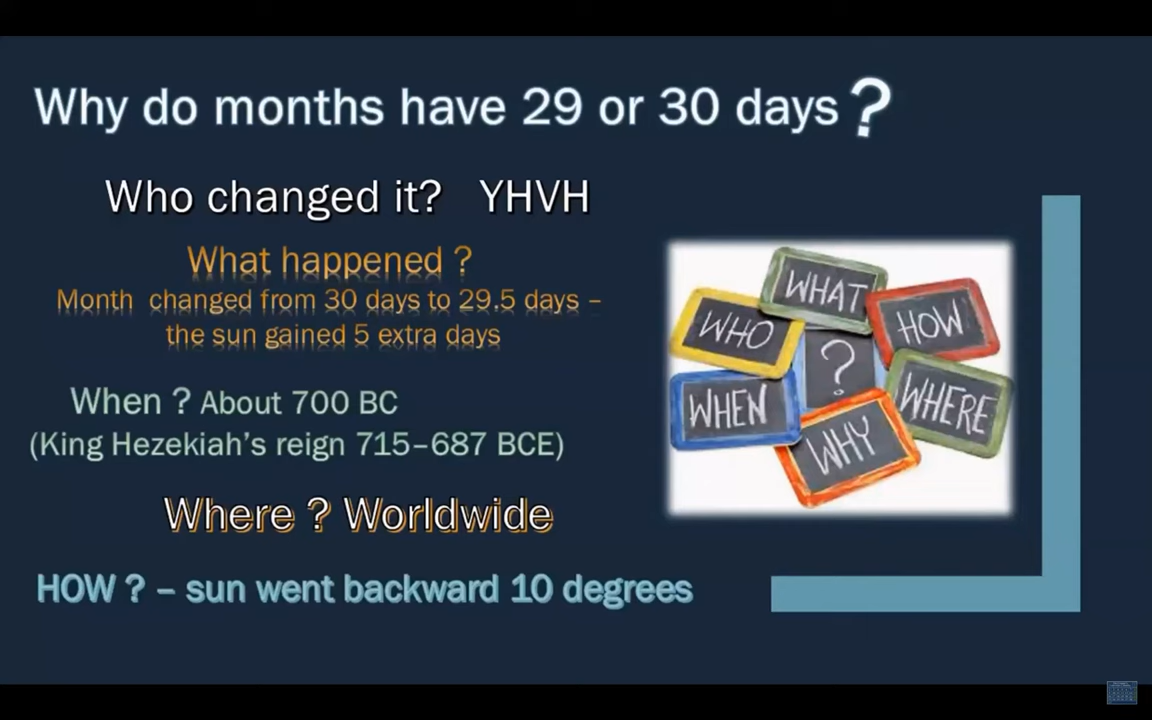 Why do months have 29 or 30 days?
Who changed it? YHVH
What happened ?
Month changed from 30 days to 29.5 days –
the sun gained 5 extra days
When ? About 700 BC
(King Hezekiah's reign 715–687 BCE)
Where ? Worldwide
HOW ? – sun went backward 10 degrees
WHAT
WHO
HOW
?
WHEN
WHERE
WHY